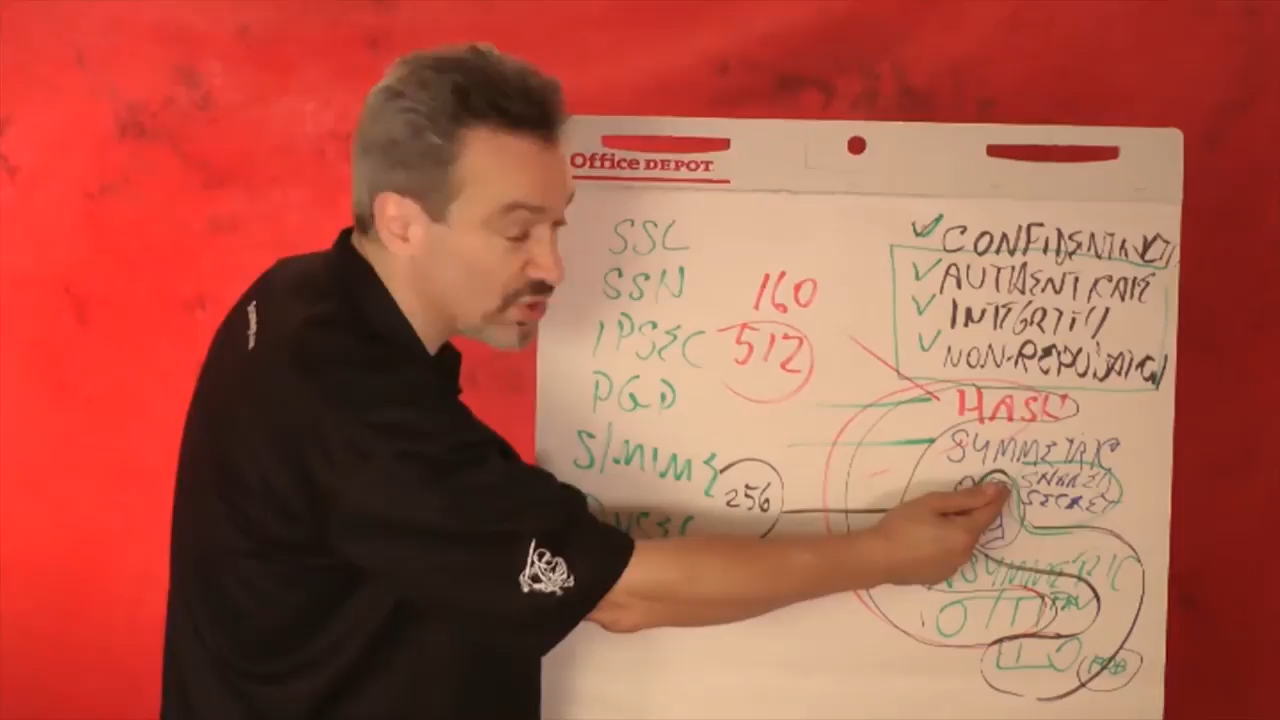 Office DEPOT
SSL
SSH
IPSEC
PGP
S/MIME
160
512
256
CONFIDENTIALITY
AUTHENTICATE
INTEGRITY
NON-REPUDIATION
HASH
SYMMETRIC
SHARED
SECRET
ASYMMETRIC